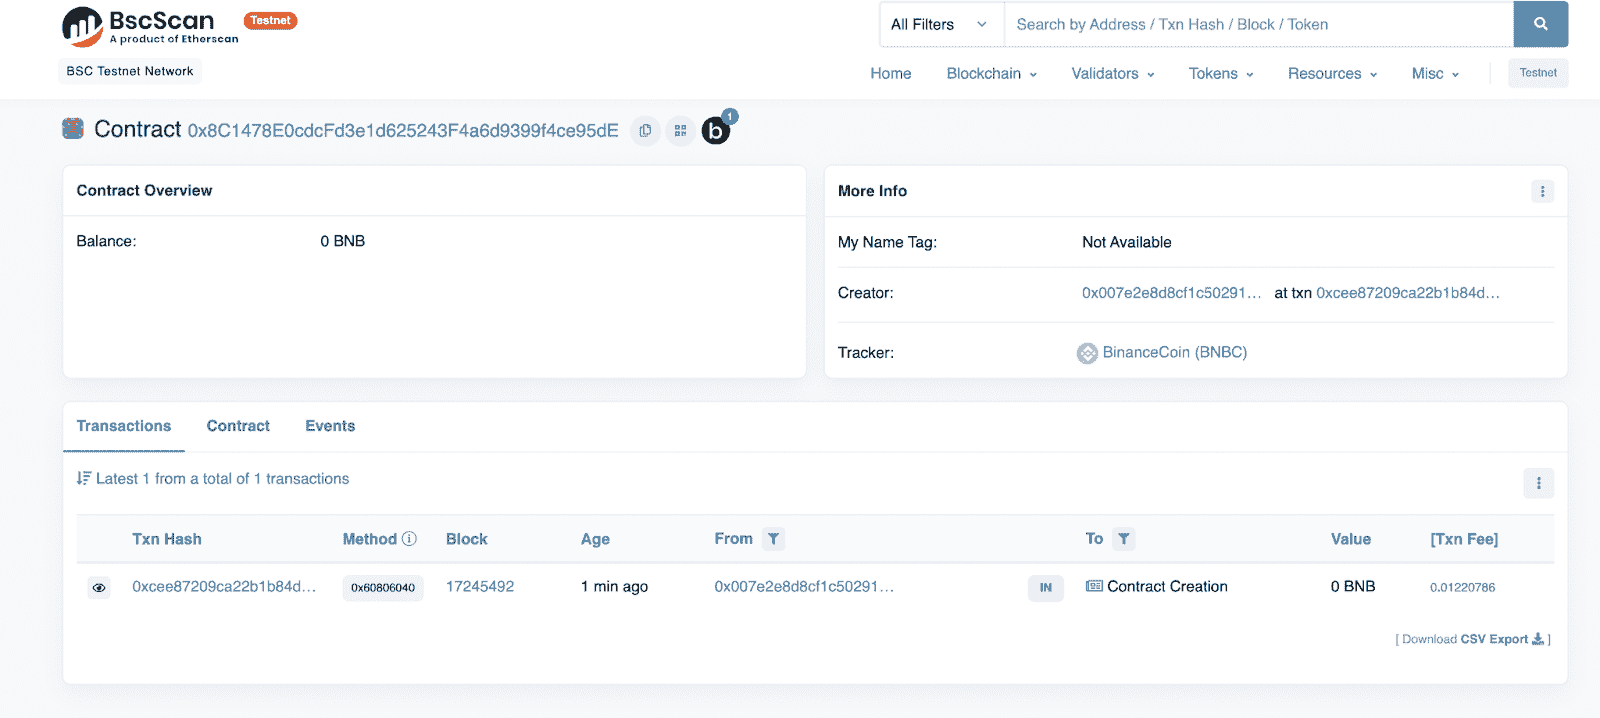 BscScan Testnet
A product of Etherscan
BSC Testnet Network
All Filters Search by Address / Txn Hash / Block / Token
Home Blockchain Validators Tokens Resources Misc Testnet
Contract 0x8C1478E0cdcFd3e1d625243F4a6d9399f4ce95dE b 1
Contract Overview
Balance: 0 BNB
More Info
My Name Tag: Not Available
Creator: 0x007e2e8d8cf1c50291... at txn 0xcee87209ca22b1b84d...
Tracker: BinanceCoin (BNBC)
Transactions Contract Events
Latest 1 from a total of 1 transactions
Txn Hash Method Block Age From To Value [Txn Fee]
0xcee87209ca22b1b84d... 0x60806040 17245492 1 min ago 0x007e2e8d8cf1c50291... IN Contract Creation 0 BNB 0.01220786
[ Download CSV Export ]